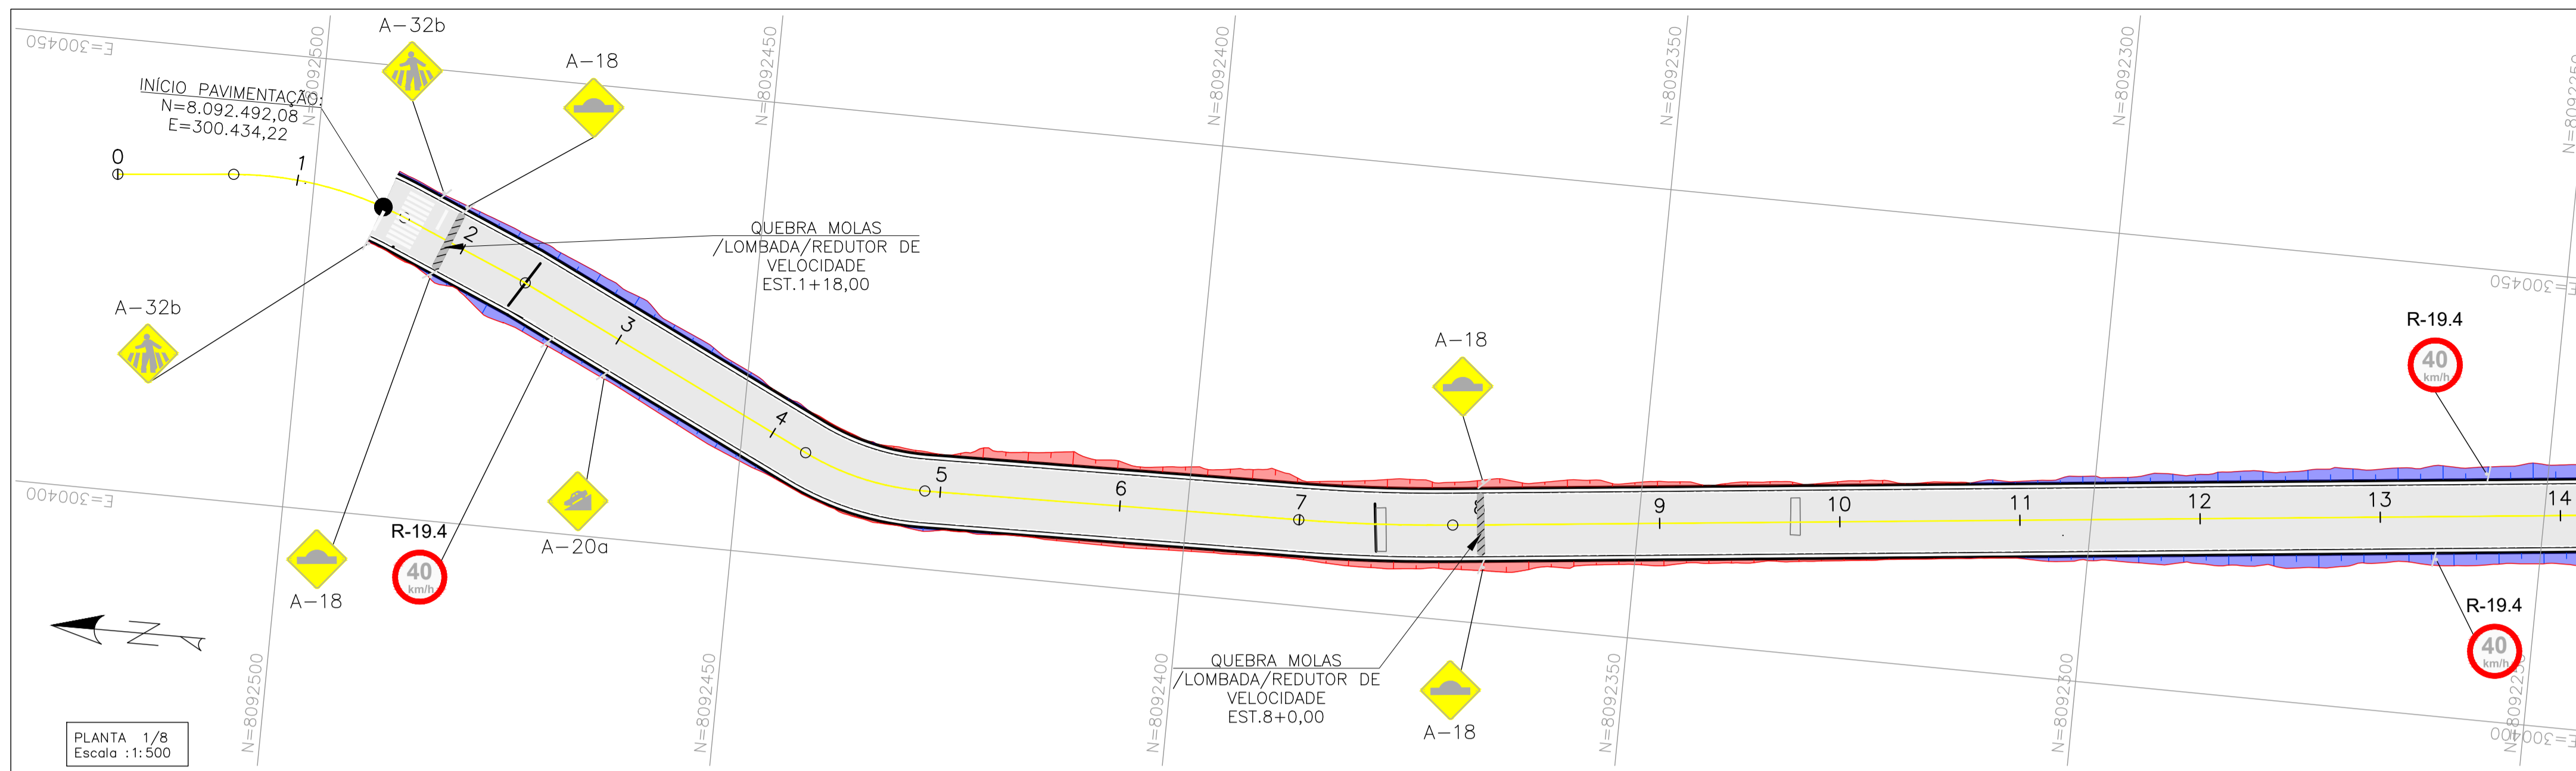 E=300450
N=8092500
N=8092450
N=8092400
N=8092350
N=8092300
N=809225
A-32b
A-18
INÍCIO PAVIMENTAÇÃO:
N=8.092.492,08
E=300.434,22
0
1
2
3
4
5
6
7
8
9
10
11
12
13
14
QUEBRA MOLAS
/LOMBADA/REDUTOR DE
VELOCIDADE
EST.1+18,00
A-32b
A-18
E=300450
R-19.4
40
km/h
E=300400
R-19.4
40
km/h
A-20a
A-18
QUEBRA MOLAS
/LOMBADA/REDUTOR DE
VELOCIDADE
EST.8+0,00
A-18
R-19.4
40
km/h
N
N=8092500
N=8092450
N=8092400
N=8092350
N=8092300
N=8092250
E=300400
PLANTA 1/8
Escala :1:500